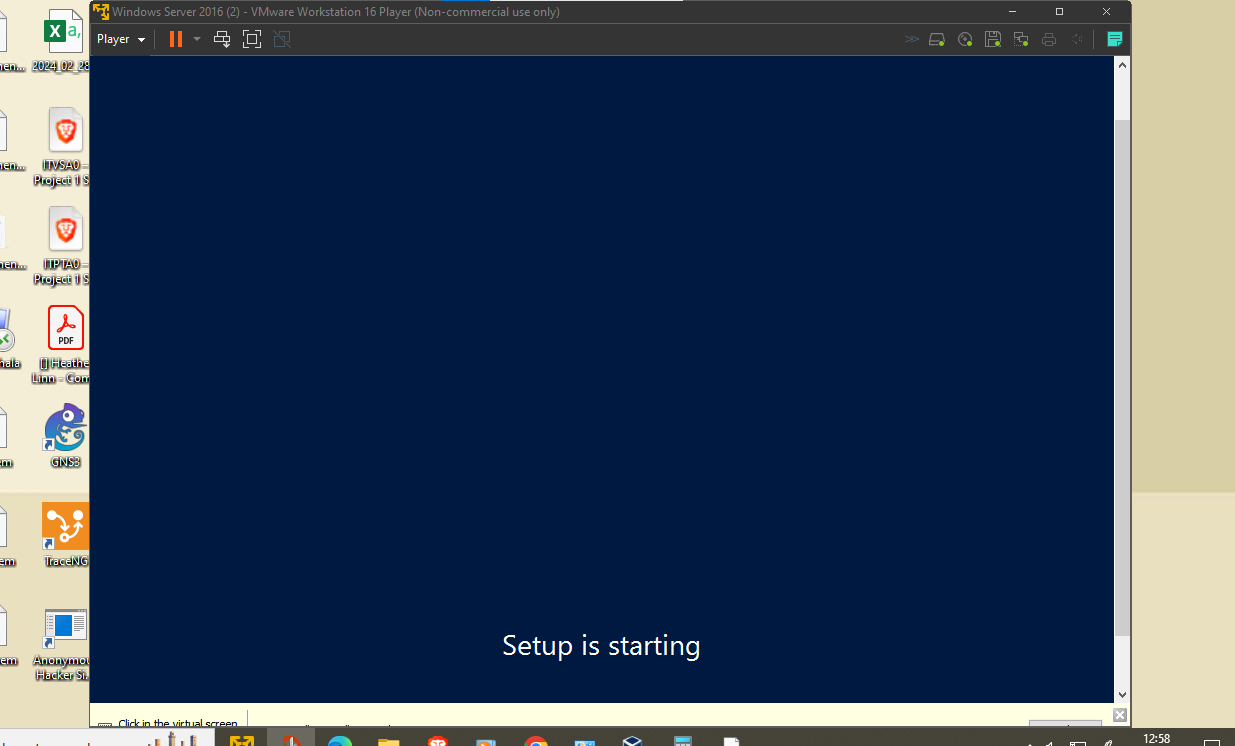 Windows Server 2016 (2) - VMware Workstation 16 Player (Non-commercial use only)
Player
2024_02_28
ITVSA0 –
Project 1 S
ITPTA0 –
Project 1 S
PDF
[] Heathe
Linn - Com
GNS3
TraceNG
Anonymou
Hacker Si...
Setup is starting
Click in the virtual screen
12:58